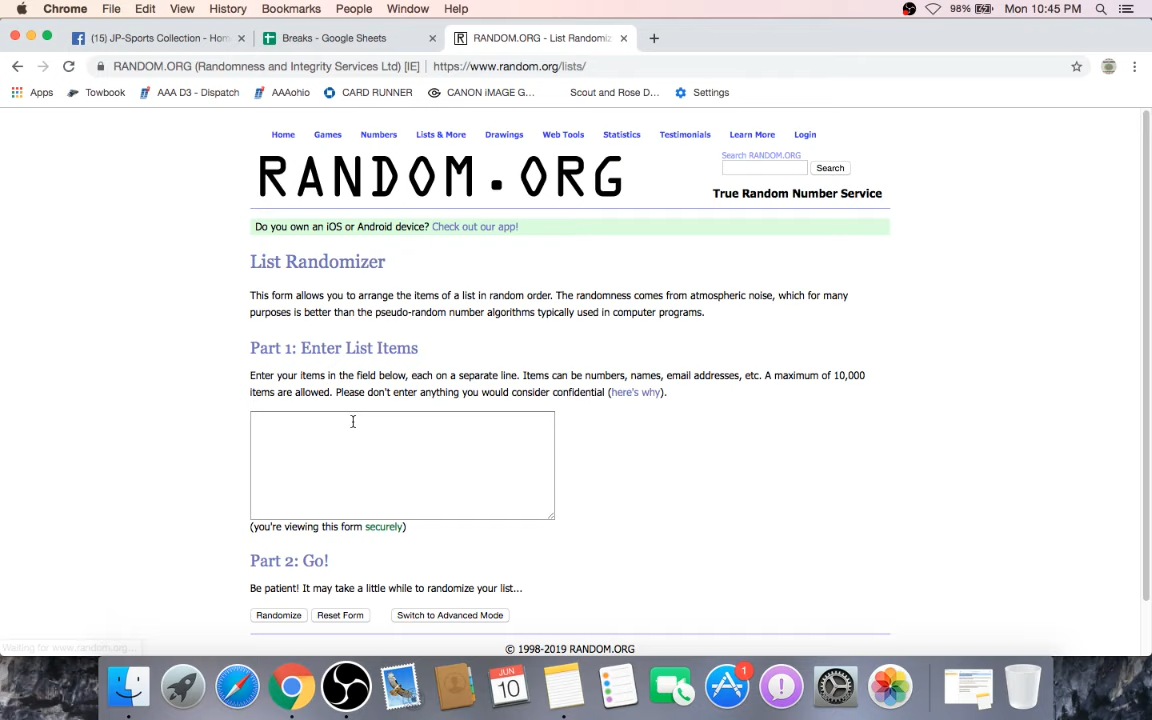 Chrome File Edit View History Bookmarks People Window Help 98% Mon 10:45 PM
(15) JP-Sports Collection - Hom Breaks - Google Sheets RANDOM.ORG - List Randomiz
RANDOM.ORG (Randomness and Integrity Services Ltd) [IE] https://www.random.org/lists/
Apps Towbook AAA D3 - Dispatch AAAohio CARD RUNNER CANON iMAGE G... Scout and Rose D... Settings
Home Games Numbers Lists & More Drawings Web Tools Statistics Testimonials Learn More Login
Search RANDOM.ORG
Search
RANDOM.ORG
True Random Number Service
Do you own an iOS or Android device? Check out our app!
List Randomizer
This form allows you to arrange the items of a list in random order. The randomness comes from atmospheric noise, which for many
purposes is better than the pseudo-random number algorithms typically used in computer programs.
Part 1: Enter List Items
Enter your items in the field below, each on a separate line. Items can be numbers, names, email addresses, etc. A maximum of 10,000
items are allowed. Please don't enter anything you would consider confidential (here's why).
(you're viewing this form securely)
Part 2: Go!
Be patient! It may take a little while to randomize your list...
Randomize Reset Form Switch to Advanced Mode
Waiting for www.random.org...
© 1998-2019 RANDOM.ORG
JUN
10
1